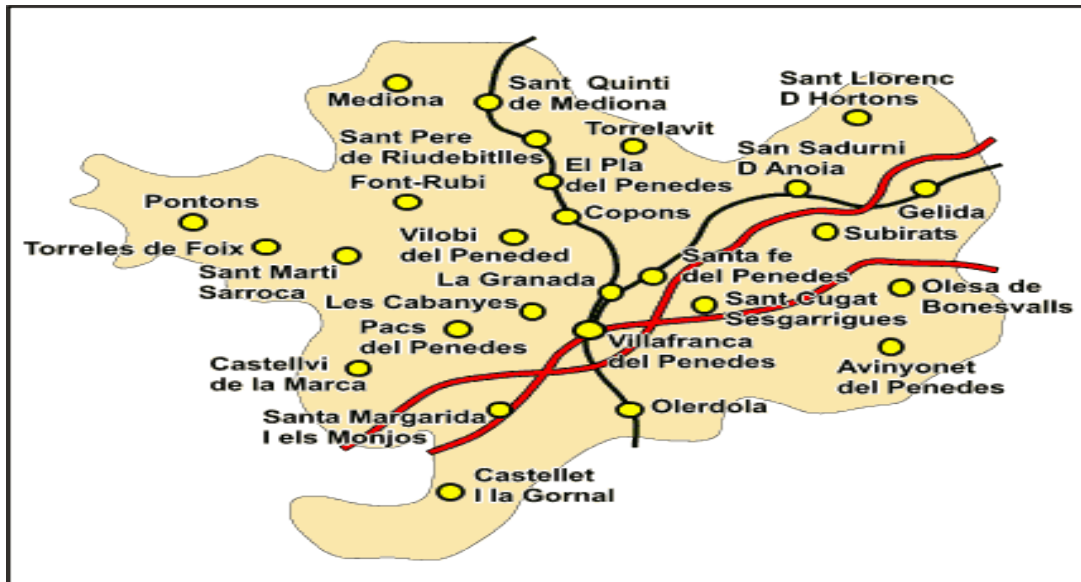 Mediona
Sant Quinti
de Mediona
Sant Llorenc
D Hortons
Sant Pere
de Riudebitlles
Torrelavit
San Sadurni
D Anoia
El Pla
del Penedes
Font-Rubi
Pontons
Copons
Gelida
Torreles de Foix
Vilobi
del Peneded
Subirats
Sant Marti
Sarroca
La Granada
Santa fe
del Penedes
Les Cabanyes
Sant Cugat
Sesgarrigues
Olesa de
Bonesvalls
Pacs
del Penedes
Villafranca
del Penedes
Castellvi
de la Marca
Avinyonet
del Penedes
Santa Margarida
I els Monjos
Olerdola
Castellet
I la Gornal